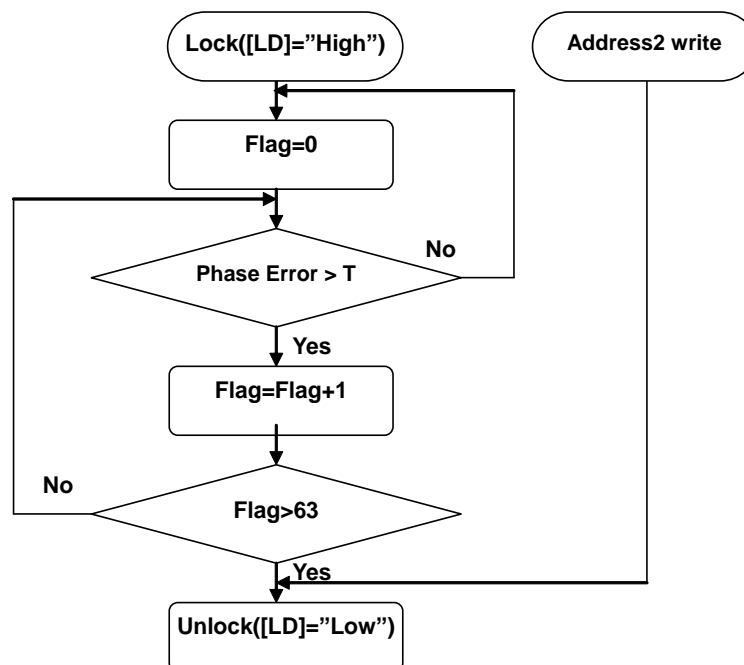 Lock([LD]=”High”)
Address2 write
Flag=0
No
Phase Error > T
Yes
Flag=Flag+1
No
Flag>63
Yes
Unlock([LD]=”Low”)